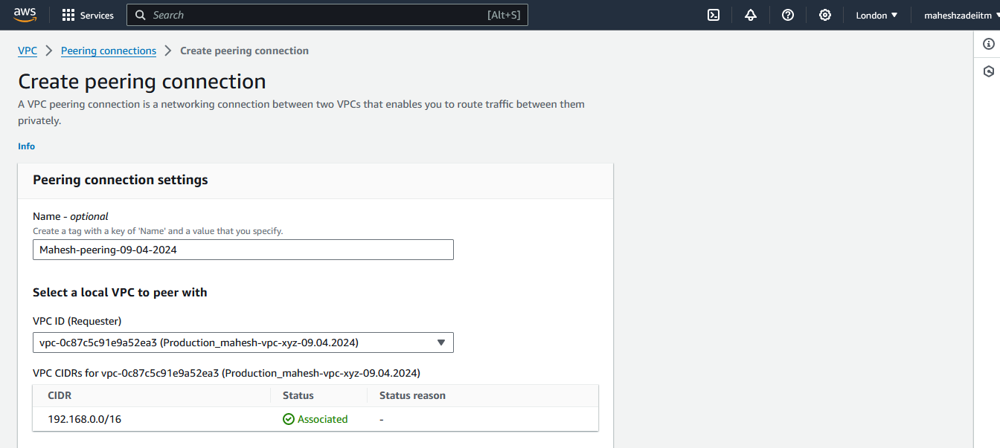 aws
Services
Search [Alt+S]
London
maheshzadeiitm
VPC > Peering connections > Create peering connection
Create peering connection
A VPC peering connection is a networking connection between two VPCs that enables you to route traffic between them
privately.
Info
Peering connection settings
Name - optional
Create a tag with a key of 'Name' and a value that you specify.
Mahesh-peering-09-04-2024
Select a local VPC to peer with
VPC ID (Requester)
vpc-0c87c5c91e9a52ea3 (Production_mahesh-vpc-xyz-09.04.2024)
VPC CIDRs for vpc-0c87c5c91e9a52ea3 (Production_mahesh-vpc-xyz-09.04.2024)
CIDR Status Status reason
192.168.0.0/16 Associated -